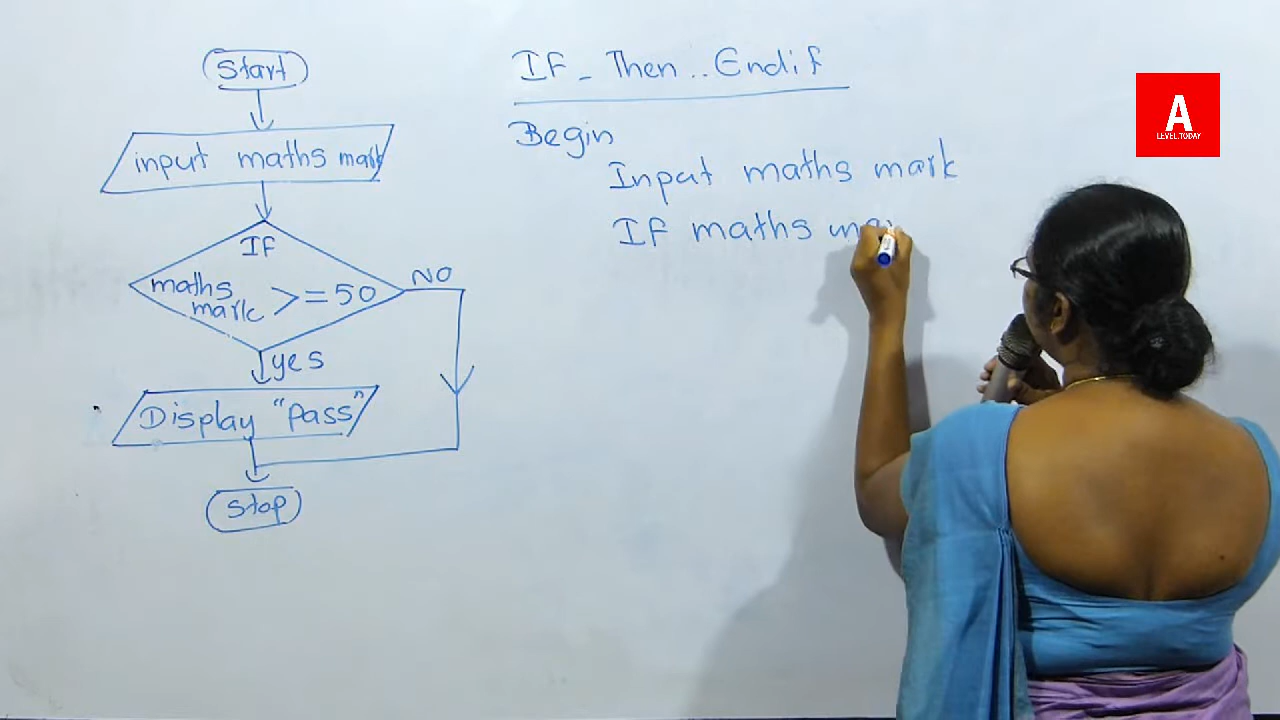 Start
input maths mark
If
maths
mark >= 50
NO
yes
Display "Pass"
Stop
If - Then .. Endif
Begin
Input maths mark
If maths ma
A
LEVEL.TODAY